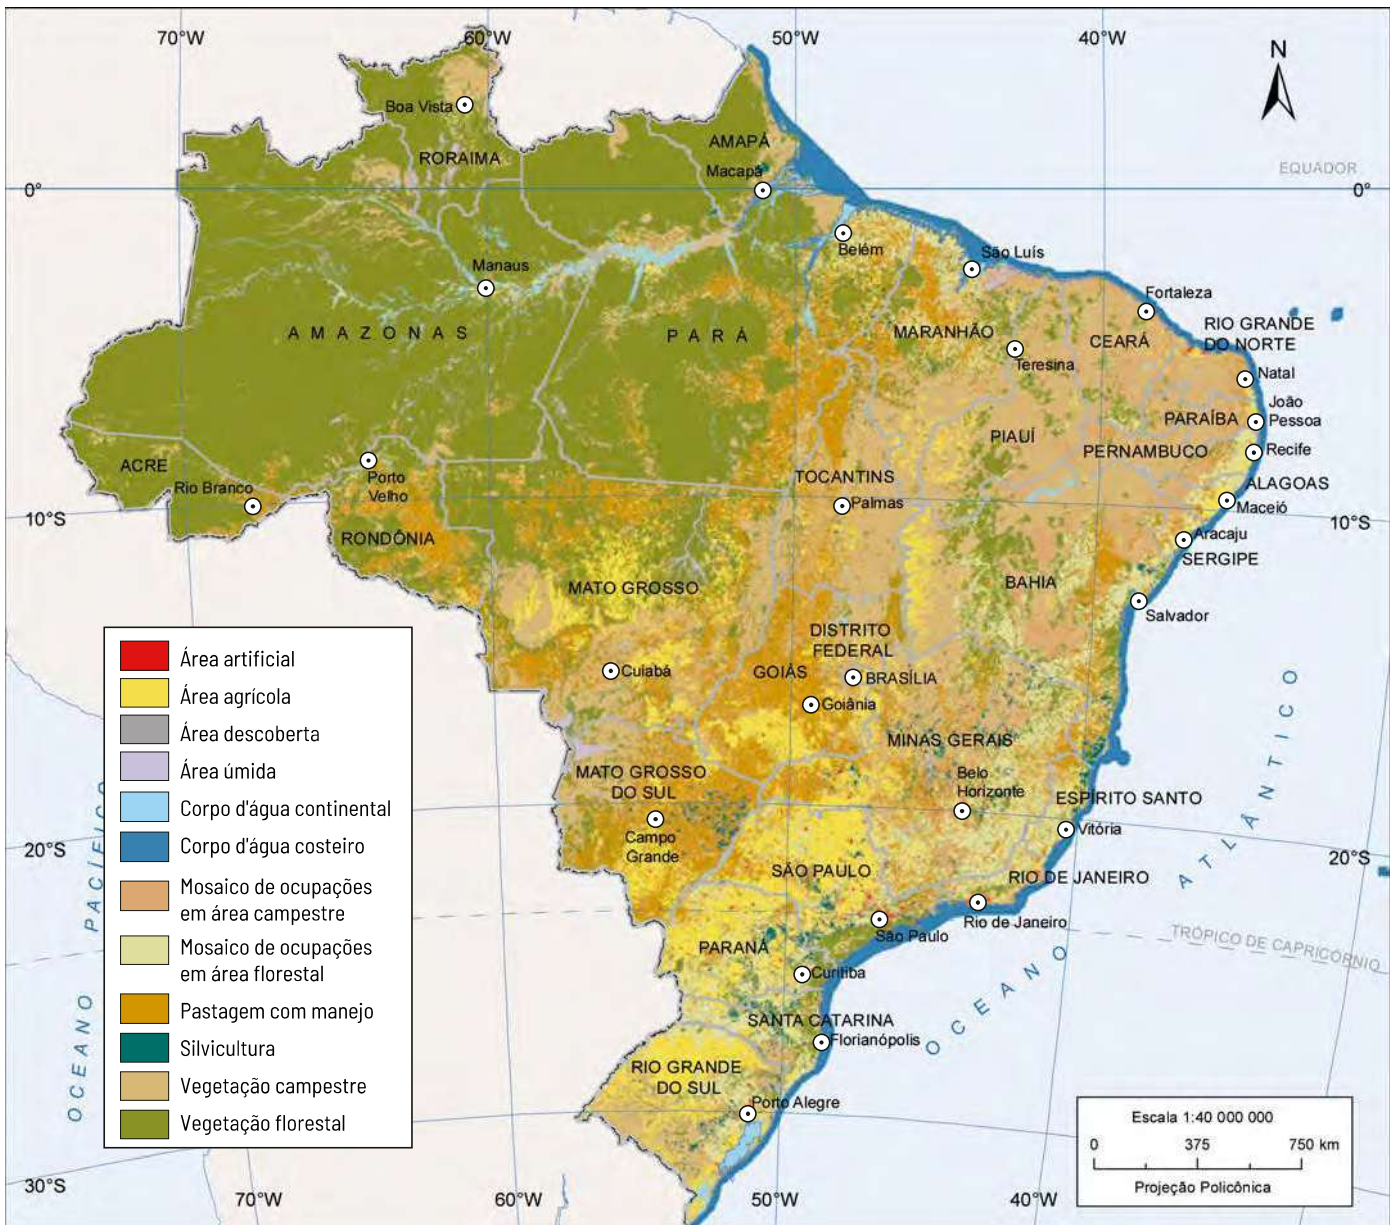 70°W
60°W
50°W
40°W
N
Boa Vista
RORAIMA
AMAPÁ
Macapá
EQUADOR
0°
0°
Belém
São Luís
Manaus
Fortaleza
AMAZONAS
PARÁ
MARANHÃO
Teresina
CEARÁ
RIO GRANDE
DO NORTE
Natal
João
Pessoa
PARAÍBA
PIAUÍ
PERNAMBUCO
Recife
ACRE
Rio Branco
Porto
Velho
TOCANTINS
Palmas
ALAGOAS
Maceió
10°S
10°S
RONDÔNIA
Aracaju
SERGIPE
MATO GROSSO
BAHIA
Salvador
DISTRITO
FEDERAL
Cuiabá
GOIÁS
BRASÍLIA
Goiânia
MINAS GERAIS
MATO GROSSO
DO SUL
Belo
Horizonte
ESPÍRITO SANTO
Vitória
Campo
Grande
20°S
20°S
SÃO PAULO
RIO DE JANEIRO
Rio de Janeiro
São Paulo
PARANÁ
TRÓPICO DE CAPRICÓRNIO
Curitiba
SANTA CATARINA
Florianópolis
RIO GRANDE
DO SUL
Porto Alegre
OCEANO PACÍFICO
OCEANO ATLÂNTICO
Área artificial
Área agrícola
Área descoberta
Área úmida
Corpo d'água continental
Corpo d'água costeiro
Mosaico de ocupações
em área campestre
Mosaico de ocupações
em área florestal
Pastagem com manejo
Silvicultura
Vegetação campestre
Vegetação florestal
Escala 1:40 000 000
0 375 750 km
Projeção Policônica
30°S
70°W
60°W
50°W
40°W